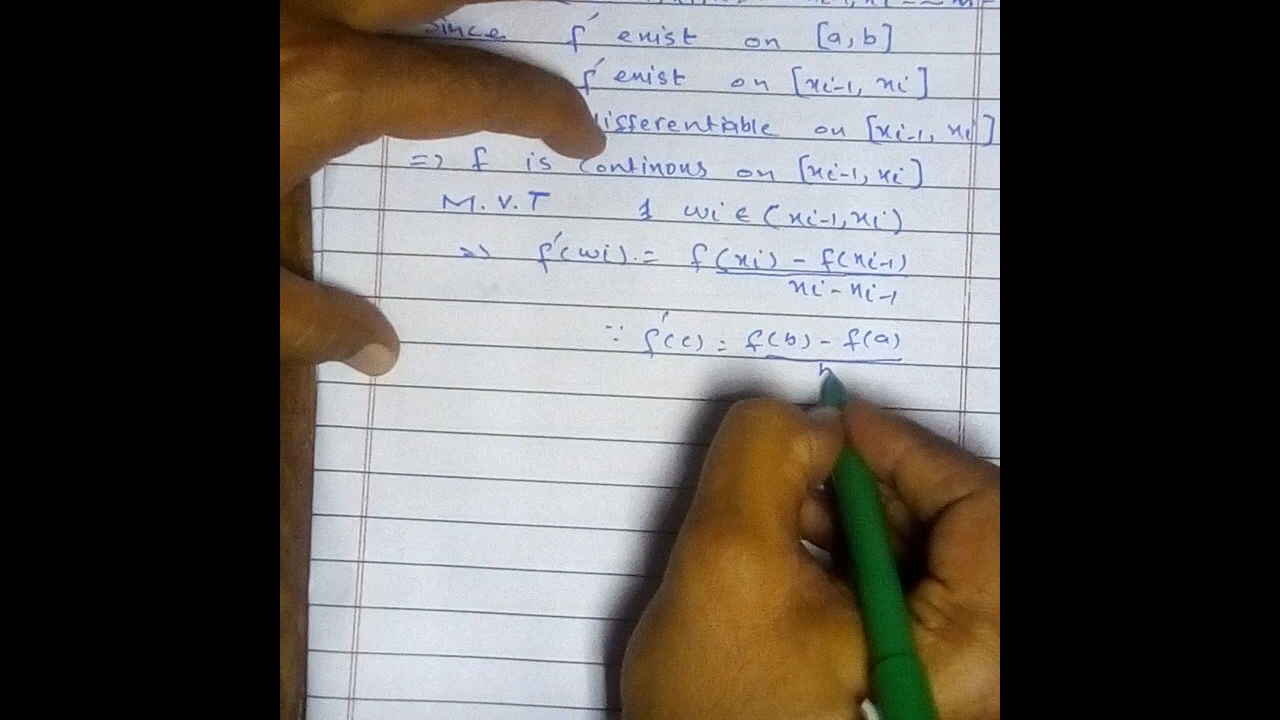 Since f' exist on [a,b]
f' exist on [xi-1, xi]
differentiable on [xi-1, xi]
=> f is continous on [xi-1, xi]
M.V.T ∃ wi ∈ (xi-1, xi)
=> f'(wi) = f(xi) - f(xi-1)
xi - xi-1
∵ f'(c) = f(b) - f(a)
b